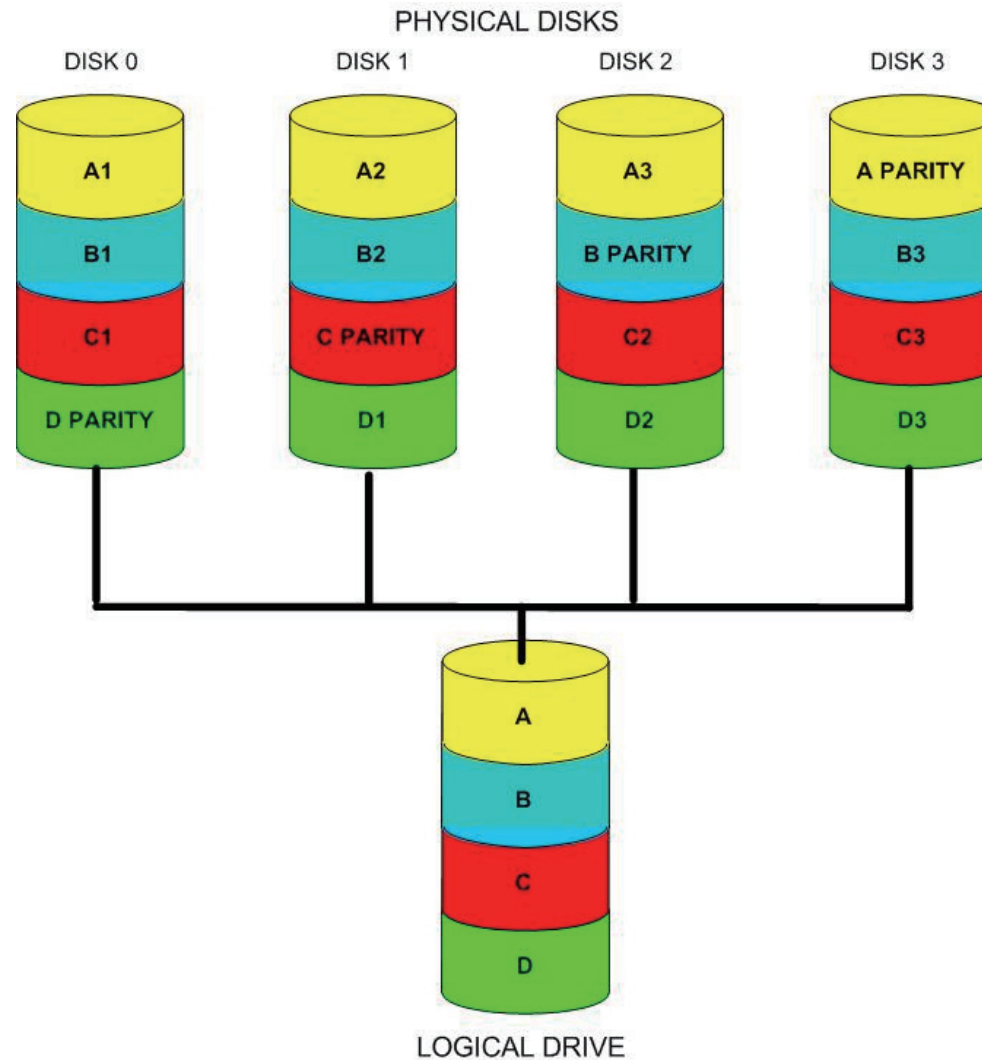 PHYSICAL DISKS
DISK 0 DISK 1 DISK 2 DISK 3
A1 A2 A3 A PARITY
B1 B2 B PARITY B3
C1 C PARITY C2 C3
D PARITY D1 D2 D3
A
B
C
D
LOGICAL DRIVE